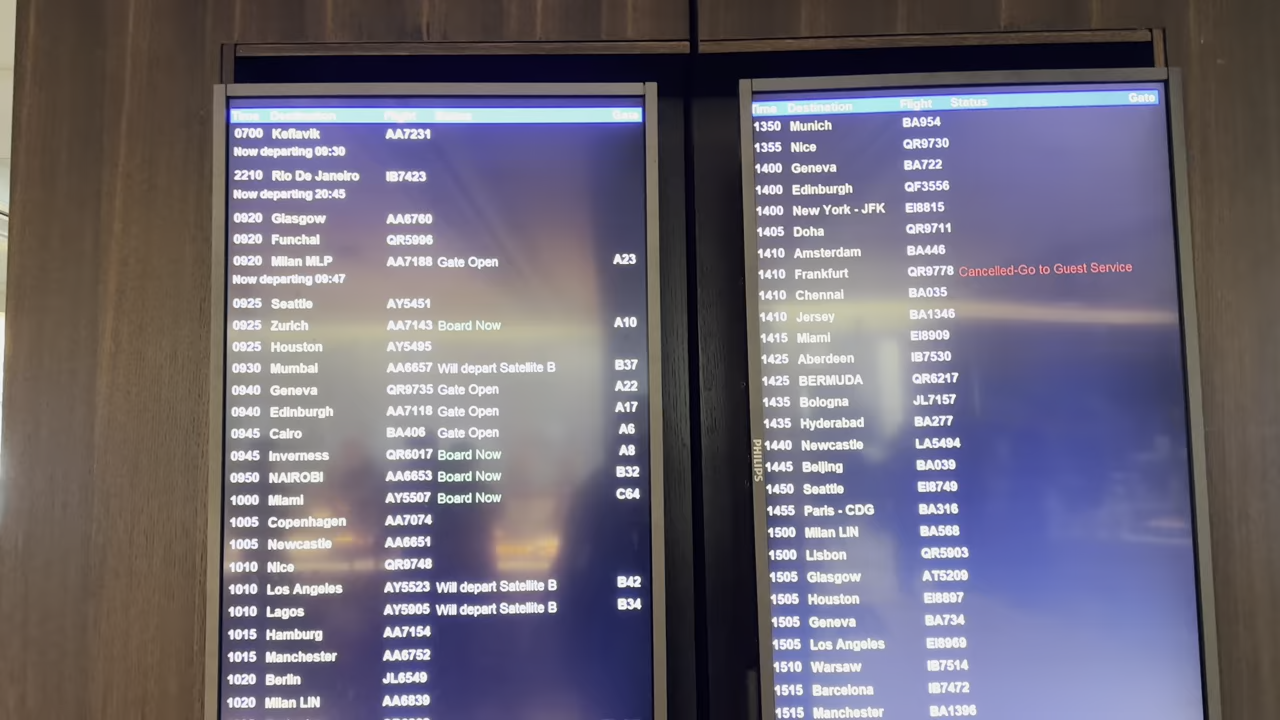 Time Destination Flight Status Gate
0700 Keflavik AA7231
Now departing 09:30
2210 Rio De Janeiro IB7423
Now departing 20:45
0920 Glasgow AA6760
0920 Funchal QR5996
0920 Milan MLP AA7188 Gate Open A23
Now departing 09:47
0925 Seattle AY5451
0925 Zurich AA7143 Board Now A10
0925 Houston AY5495
0930 Mumbai AA6657 Will depart Satellite B B37
0940 Geneva QR9735 Gate Open A22
0940 Edinburgh AA7118 Gate Open A17
0945 Cairo BA406 Gate Open A6
0945 Inverness QR6017 Board Now A8
0950 NAIROBI AA6653 Board Now B32
1000 Miami AY5507 Board Now C64
1005 Copenhagen AA7074
1005 Newcastle AA6651
1010 Nice QR9748
1010 Los Angeles AY5523 Will depart Satellite B B42
1010 Lagos AY5905 Will depart Satellite B B34
1015 Hamburg AA7154
1015 Manchester AA6752
1020 Berlin JL6549
1020 Milan LIN AA6839
Time Destination Flight Status Gate
1350 Munich BA954
1355 Nice QR9730
1400 Geneva BA722
1400 Edinburgh QF3556
1400 New York - JFK EI8815
1405 Doha QR9711
1410 Amsterdam BA446
1410 Frankfurt QR9778 Cancelled-Go to Guest Service
1410 Chennai BA035
1410 Jersey BA1346
1415 Miami EI8909
1425 Aberdeen IB7530
1425 BERMUDA QR6217
1435 Bologna JL7157
1435 Hyderabad BA277
1440 Newcastle LA5494
1445 Beijing BA039
1450 Seattle EI8749
1455 Paris - CDG BA316
1500 Milan LIN BA568
1500 Lisbon QR5903
1505 Glasgow AT5209
1505 Houston EI8897
1505 Geneva BA734
1505 Los Angeles EI8969
1510 Warsaw IB7514
1515 Barcelona IB7472
1515 Manchester BA1396
PHILIPS